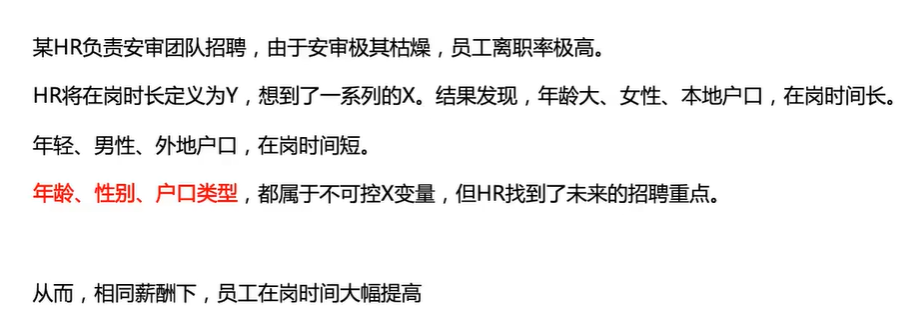 某HR负责安审团队招聘，由于安审极其枯燥，员工离职率极高。
HR将在岗时长定义为Y，想到了一系列的X。结果发现，年龄大、女性、本地户口，在岗时间长。
年轻、男性、外地户口，在岗时间短。
年龄、性别、户口类型，都属于不可控X变量，但HR找到了未来的招聘重点。
从而，相同薪酬下，员工在岗时间大幅提高